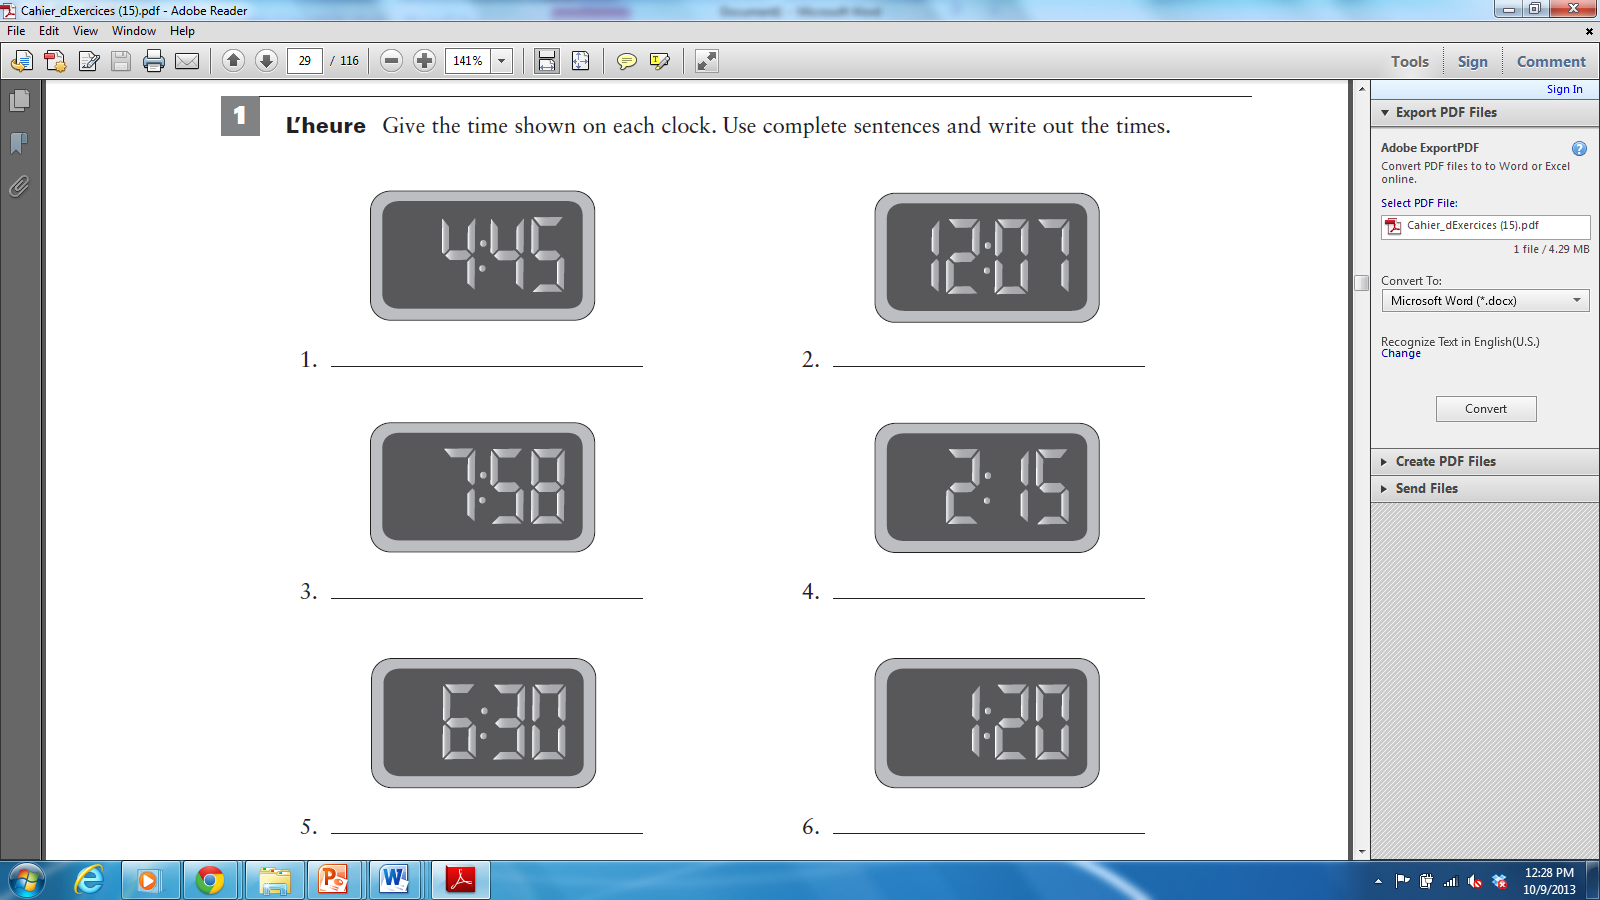 Cahier_dExercices (15).pdf - Adobe Reader
File Edit View Window Help
29 / 116 141% Tools Sign Comment
Sign In
Export PDF Files
Adobe ExportPDF
Convert PDF files to to Word or Excel
online.
Select PDF File:
Cahier_dExercices (15).pdf
1 file / 4.29 MB
Convert To:
Microsoft Word (*.docx)
Recognize Text in English(U.S.)
Change
Convert
Create PDF Files
Send Files
1 L'heure Give the time shown on each clock. Use complete sentences and write out the times.
4:45 12:07
1. 2.
7:58 2:15
3. 4.
6:30 1:20
5. 6.
12:28 PM
10/9/2013